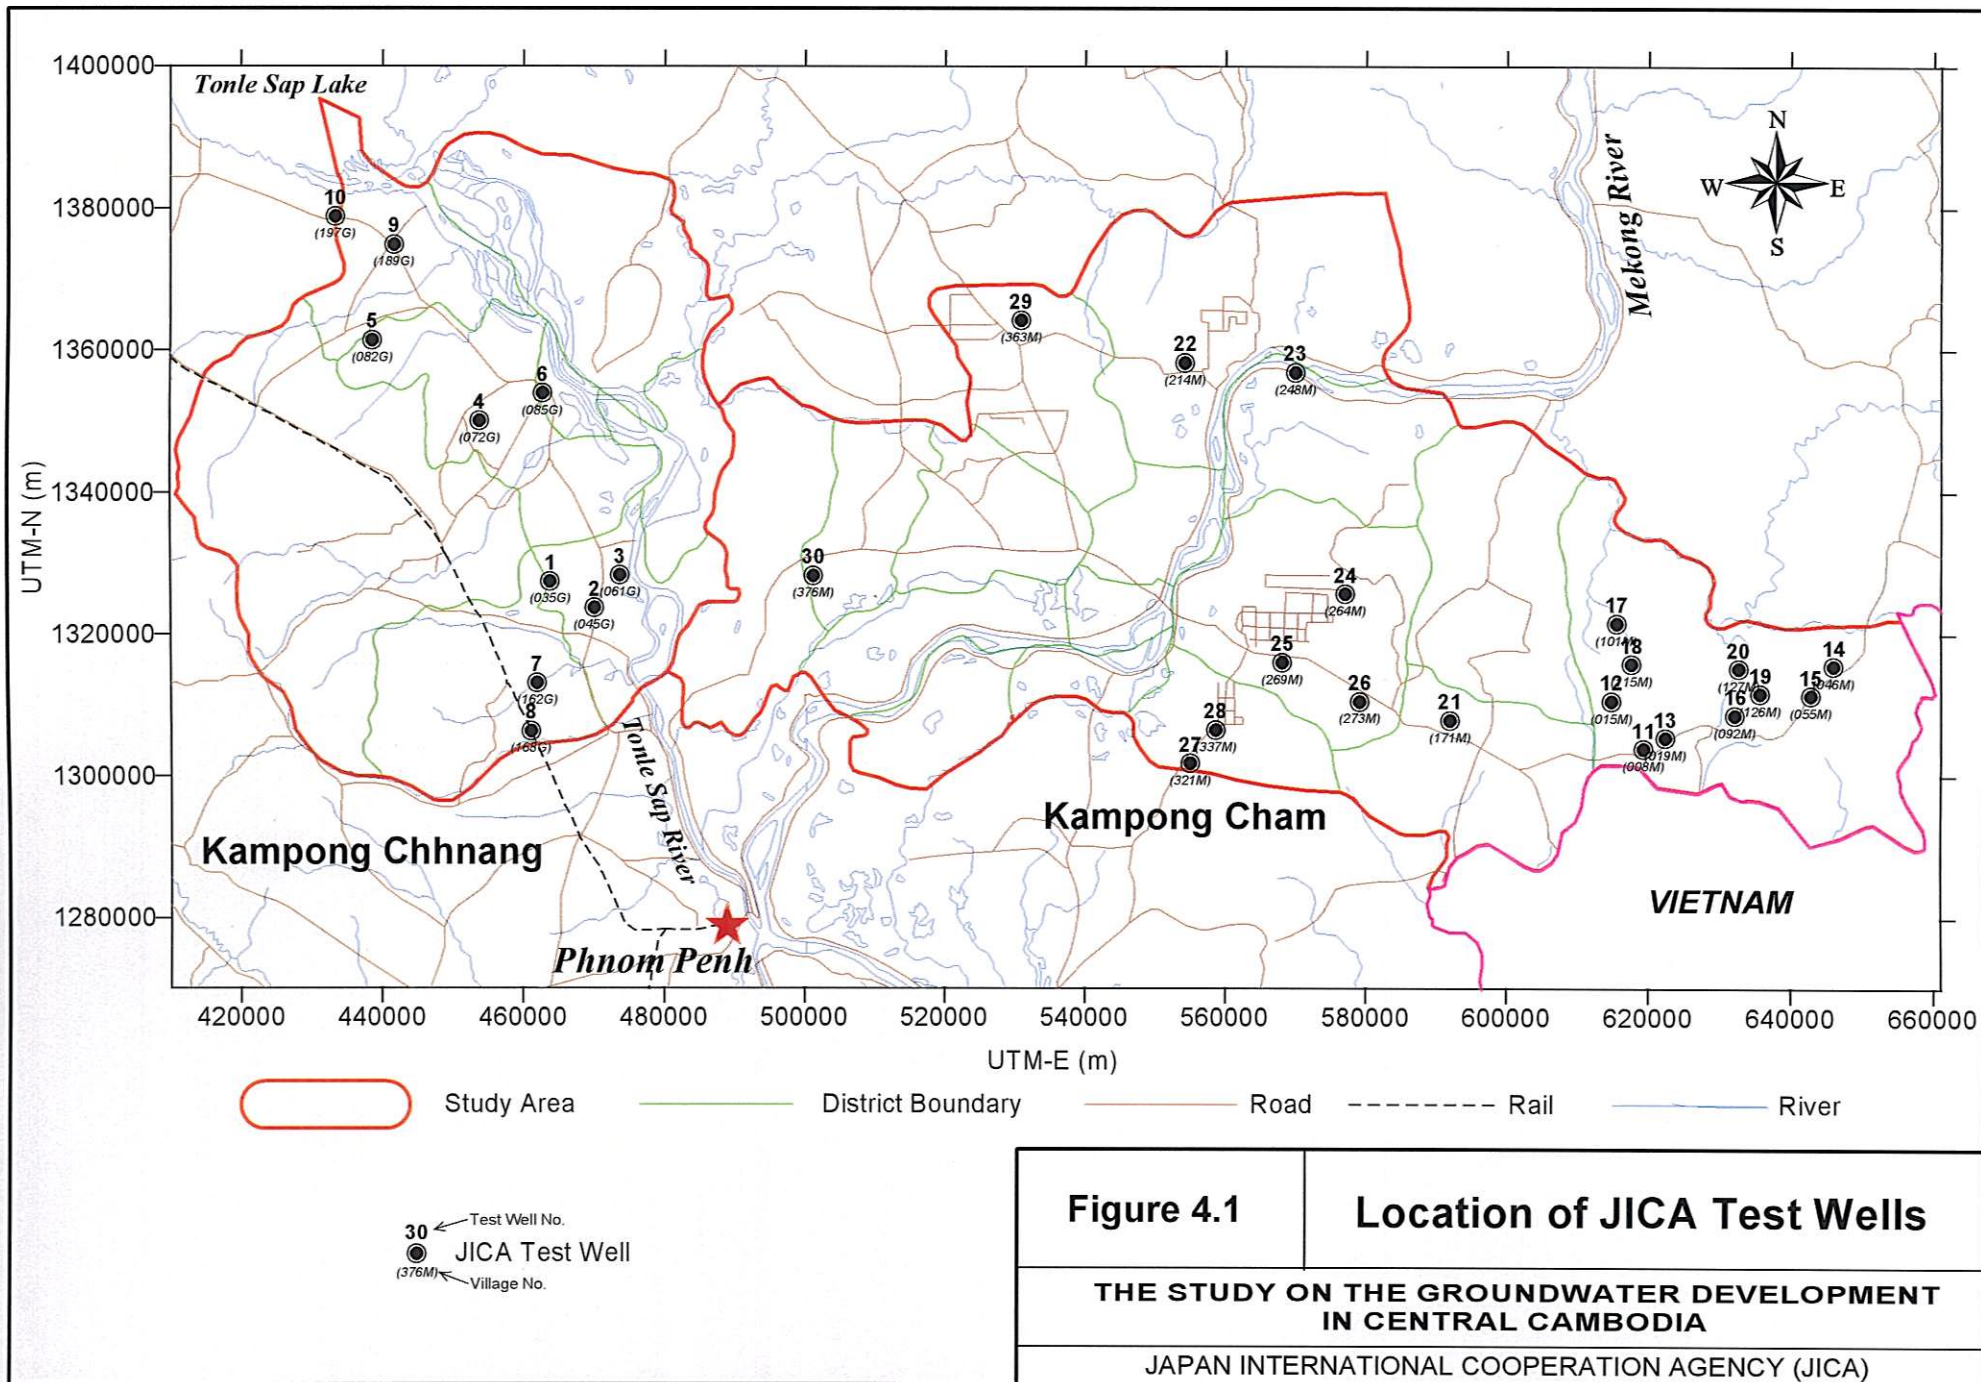 1400000
Tonle Sap Lake
Mekong River
N
W
E
S
10
(197G)
9
(189G)
1380000
29
(363M)
5
(082G)
22
(214M)
23
(248M)
1360000
6
(085G)
4
(072G)
UTM-N (m)
1340000
1
(035G)
2
(045G)
3
(061G)
30
(376M)
24
(264M)
17
(101M)
1320000
25
(269M)
18
(215M)
20
(127M)
19
(126M)
14
(046M)
15
(055M)
7
(162G)
26
(273M)
12
(015M)
16
(092M)
8
(168G)
28
(337M)
21
(171M)
11
(008M)
13
(019M)
27
(321M)
1300000
Tonle Sap River
Kampong Cham
Kampong Chhnang
VIETNAM
1280000
Phnom Penh
420000 440000 460000 480000 500000 520000 540000 560000 580000 600000 620000 640000 660000
UTM-E (m)
Study Area
District Boundary
Road
Rail
River
30
Test Well No.
JICA Test Well
(376M)
Village No.
Figure 4.1
Location of JICA Test Wells
THE STUDY ON THE GROUNDWATER DEVELOPMENT
IN CENTRAL CAMBODIA
JAPAN INTERNATIONAL COOPERATION AGENCY (JICA)